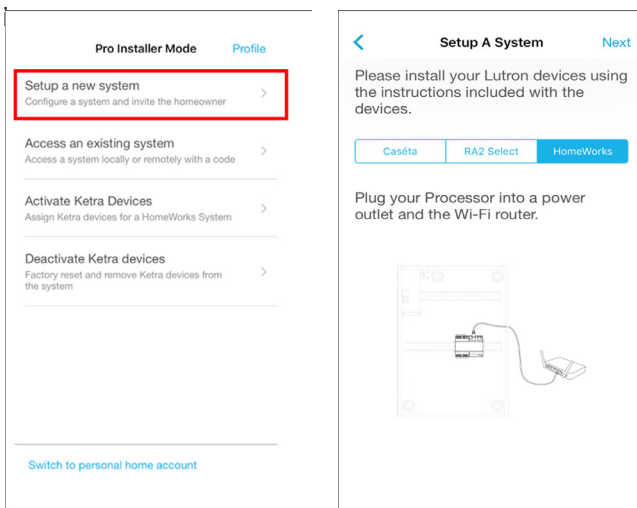 Pro Installer Mode
Profile
Setup a new system
Configure a system and invite the homeowner
Access an existing system
Access a system locally or remotely with a code
Activate Ketra Devices
Assign Ketra devices for a HomeWorks System
Deactivate Ketra devices
Factory reset and remove Ketra devices from
the system
Switch to personal home account
Setup A System
Next
Please install your Lutron devices using
the instructions included with the
devices.
Caséta
RA2 Select
HomeWorks
Plug your Processor into a power
outlet and the Wi-Fi router.